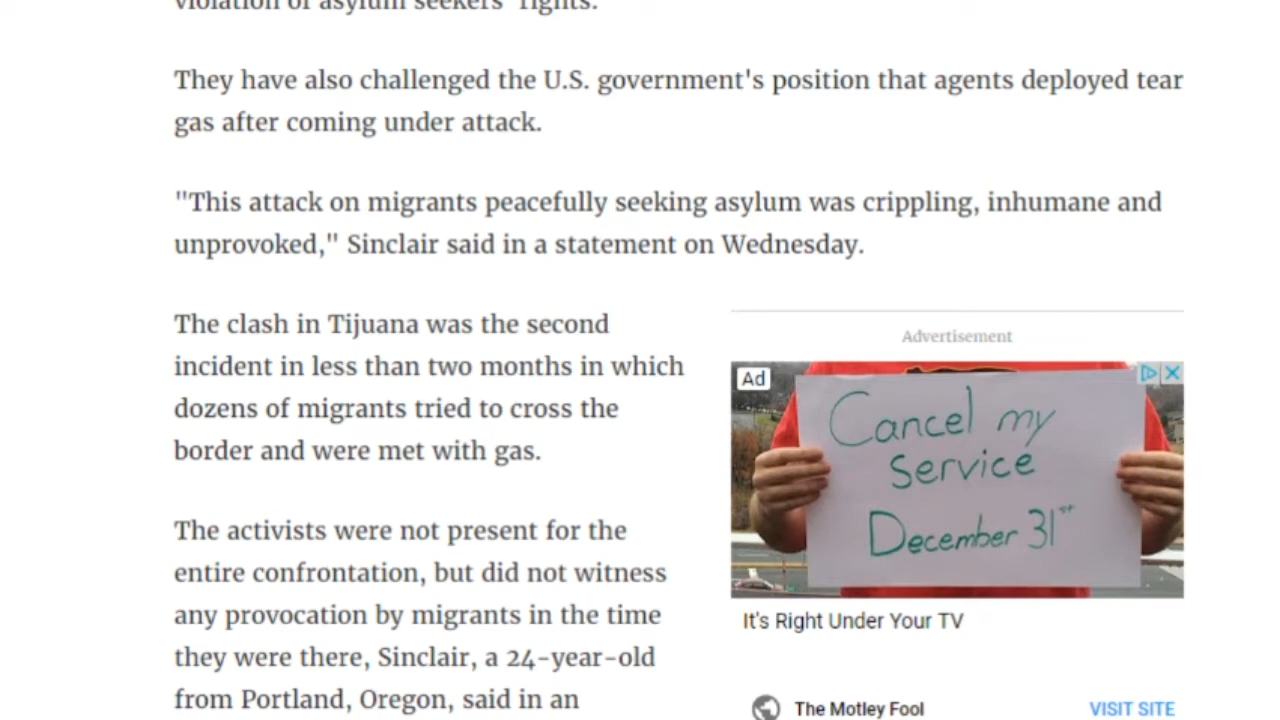 violation of asylum seekers' rights.
They have also challenged the U.S. government's position that agents deployed tear
gas after coming under attack.
"This attack on migrants peacefully seeking asylum was crippling, inhumane and
unprovoked," Sinclair said in a statement on Wednesday.
The clash in Tijuana was the second
incident in less than two months in which
dozens of migrants tried to cross the
border and were met with gas.
The activists were not present for the
entire confrontation, but did not witness
any provocation by migrants in the time
they were there, Sinclair, a 24-year-old
from Portland, Oregon, said in an
Advertisement
Ad
Cancel my
Service
December 31st
It's Right Under Your TV
The Motley Fool
VISIT SITE